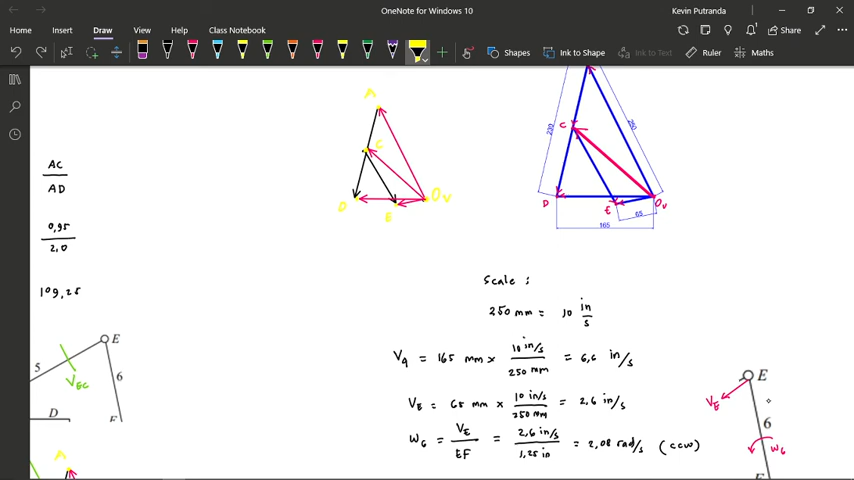 OneNote for Windows 10
Kevin Putranda
Home Insert Draw View Help Class Notebook
Share
Shapes Ink to Shape Ink to Text Ruler Maths
AC
AD
0,95
2,0
109,25
A
C
D
E
Ov
230
250
C
D
E
Ov
65
165
Scale :
250 mm = 10 in/s
V4 = 165 mm x 10 in/s / 250 mm = 6,6 in/s
VE = 65 mm x 10 in/s / 250 mm = 2,6 in/s
W6 = VE / EF = 2,6 in/s / 1,25 in = 2,08 rad/s (ccw)
E
5
6
VEC
D
A
E
VE
6
W6